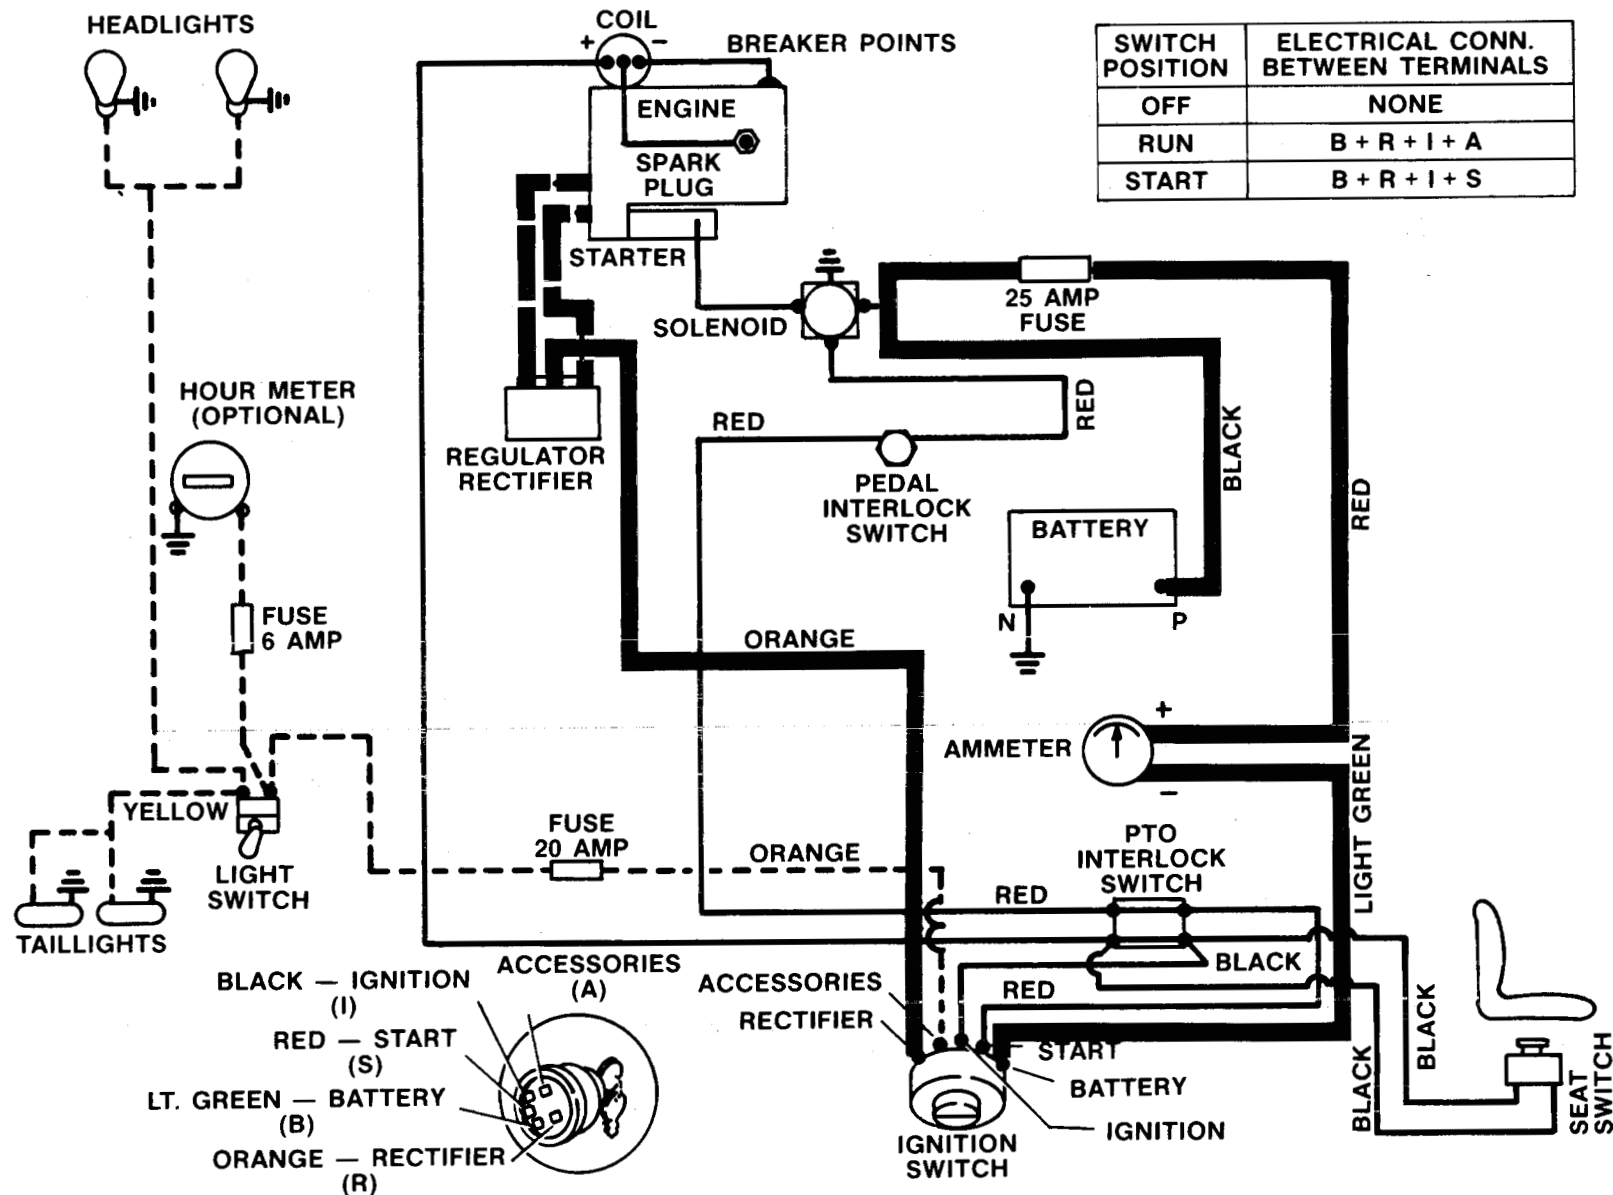 HEADLIGHTS
COIL
+ −
BREAKER POINTS
ENGINE
SPARK
PLUG
STARTER
SOLENOID
SWITCH
POSITION
ELECTRICAL CONN.
BETWEEN TERMINALS
OFF NONE
RUN B + R + I + A
START B + R + I + S
25 AMP
FUSE
HOUR METER
(OPTIONAL)
REGULATOR
RECTIFIER
RED
RED
BLACK
RED
PEDAL
INTERLOCK
SWITCH
BATTERY
N P
FUSE
6 AMP
ORANGE
AMMETER
+
−
LIGHT GREEN
YELLOW
LIGHT
SWITCH
TAILLIGHTS
FUSE
20 AMP
ORANGE
PTO
INTERLOCK
SWITCH
RED
BLACK
RED
BLACK
BLACK
SEAT
SWITCH
ACCESSORIES
RECTIFIER
START
BATTERY
IGNITION
IGNITION
SWITCH
ACCESSORIES
(A)
BLACK — IGNITION
(I)
RED — START
(S)
LT. GREEN — BATTERY
(B)
ORANGE — RECTIFIER
(R)